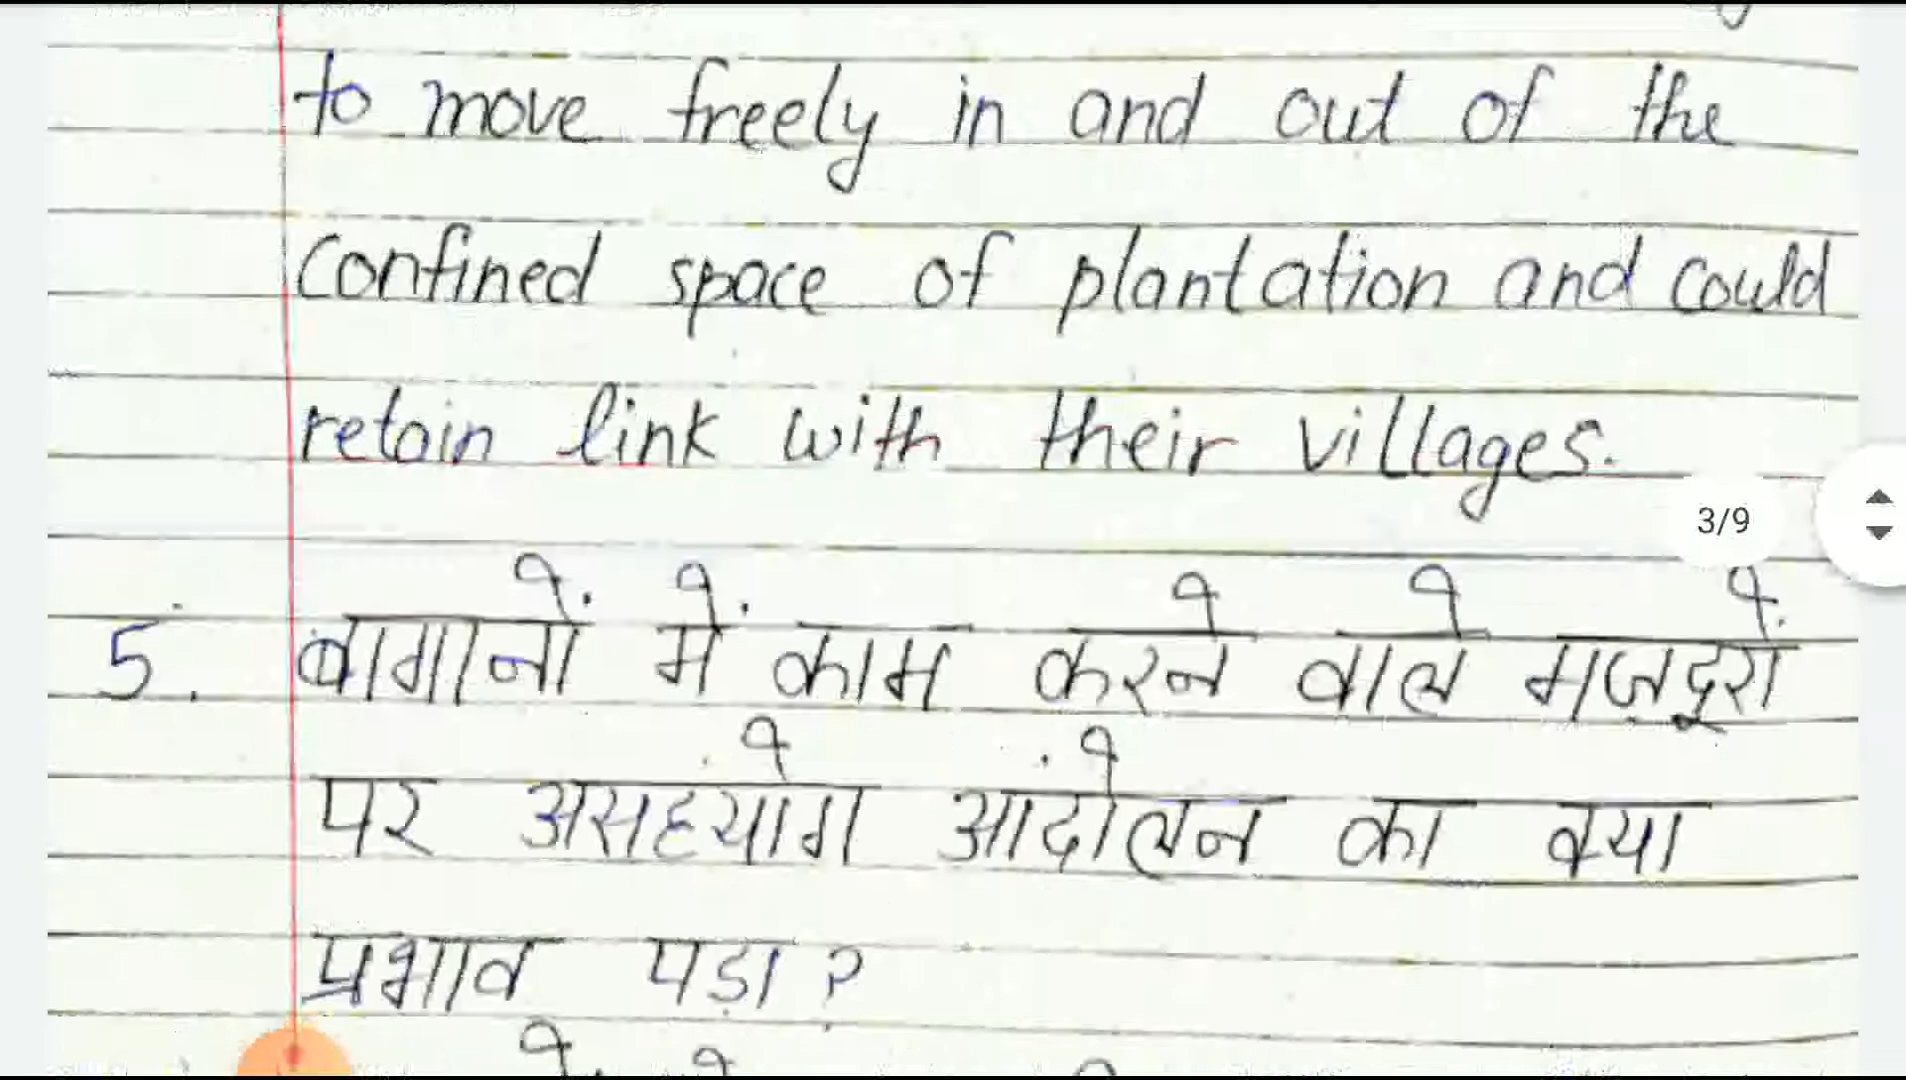 to move freely in and out of the
confined space of plantation and could
retain link with their villages.
3/9
5. बागानों में काम करने वाले मज़दूरों
पर असहयोग आंदोलन का क्या
प्रभाव पड़ा?